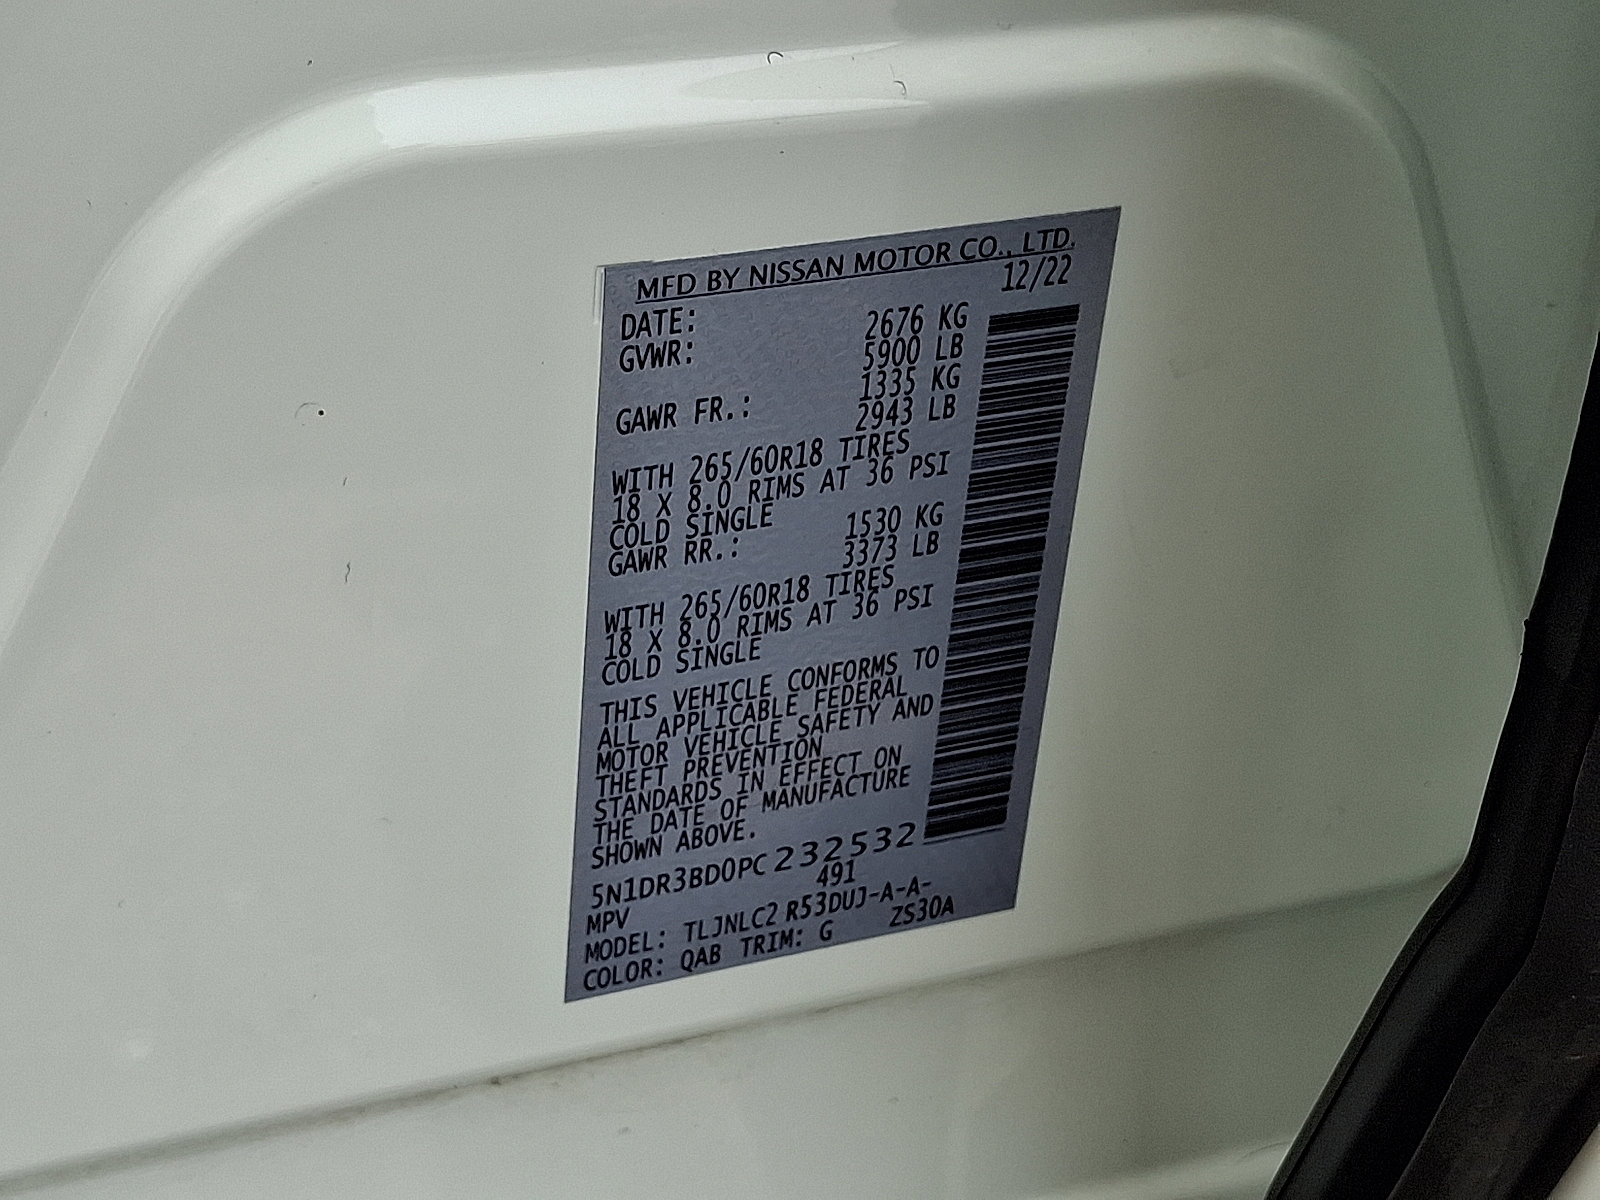 MFD BY NISSAN MOTOR CO., LTD.
DATE: 12/22
GVWR: 2676 KG
5900 LB
GAWR FR.: 1335 KG
2943 LB
WITH 265/60R18 TIRES
18 X 8.0 RIMS AT 36 PSI
COLD SINGLE
GAWR RR.: 1530 KG
3373 LB
WITH 265/60R18 TIRES
18 X 8.0 RIMS AT 36 PSI
COLD SINGLE
THIS VEHICLE CONFORMS TO
ALL APPLICABLE FEDERAL
MOTOR VEHICLE SAFETY AND
THEFT PREVENTION
STANDARDS IN EFFECT ON
THE DATE OF MANUFACTURE
SHOWN ABOVE.
5N1DR3BD0PC232532
MPV 491
MODEL: TLJNLC2 R53DUJ-A-A-
COLOR: QAB TRIM: G ZS30A